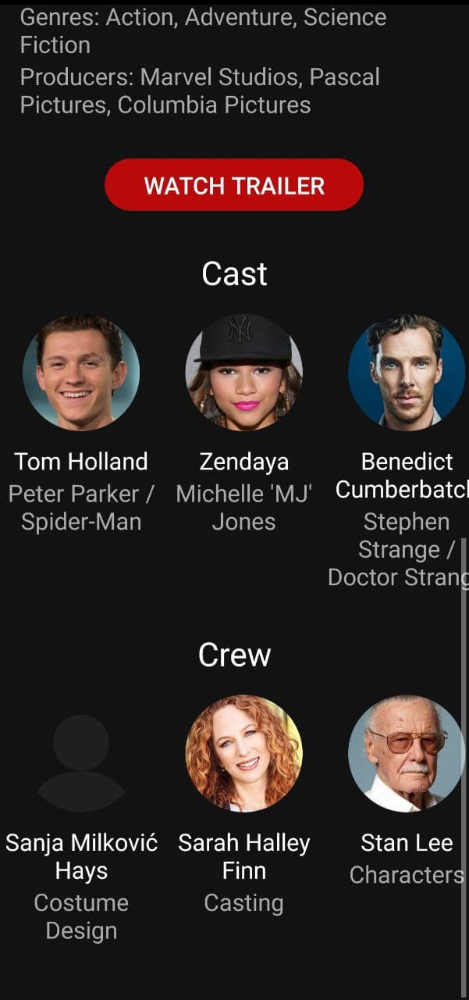 Genres: Action, Adventure, Science
Fiction
Producers: Marvel Studios, Pascal
Pictures, Columbia Pictures
WATCH TRAILER
Cast
Tom Holland
Peter Parker /
Spider-Man
NY
Zendaya
Michelle 'MJ'
Jones
Benedict
Cumberbatc
Stephen
Strange /
Doctor Strang
Crew
Sanja Milković
Hays
Costume
Design
Sarah Halley
Finn
Casting
Stan Lee
Characters